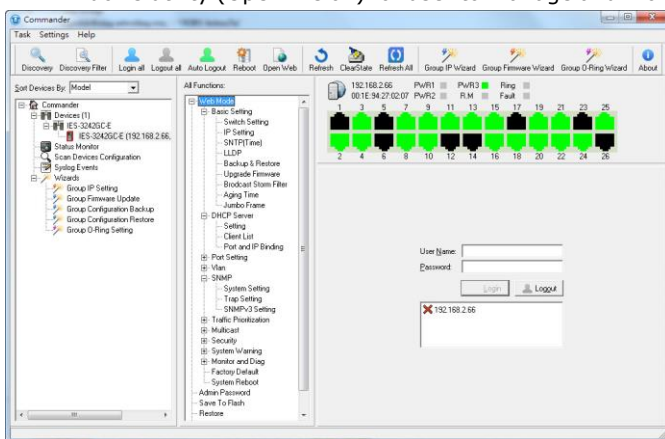 Commander
Task Settings Help
Discovery Discovery Filter Login all Logout all Auto Logout Reboot Open Web Refresh ClearState Refresh All Group IP Wizard Group Firmware Wizard Group O-Ring Wizard About
Sort Devices By: Model
Commander
Devices (1)
IES-3242GC-E
IES-3242GC-E (192.168.2.66,
Status Monitor
Scan Devices Configuration
Syslog Events
Wizards
Group IP Setting
Group Firmware Update
Group Configuration Backup
Group Configuration Restore
Group O-Ring Setting
All Functions:
Web Mode
Basic Setting
Switch Setting
IP Setting
SNTP(Time)
LLDP
Backup & Restore
Upgrade Firmware
Brodcast Storm Filter
Aging Time
Jumbo Frame
DHCP Server
Setting
Client List
Port and IP Binding
Port Setting
Vlan
SNMP
System Setting
Trap Setting
SNMPv3 Setting
Traffic Prioritization
Multicast
Security
System Warning
Monitor and Diag
Factory Default
System Reboot
Admin Password
Save To Flash
Restore
192.168.2.66 PWR1 PWR3 Ring
00:1E:94:27:02:07 PWR2 R.M Fault
1 3 5 7 9 11 13 15 17 19 21 23 25
2 4 6 8 10 12 14 16 18 20 22 24 26
User Name:
Password:
Login Logout
192.168.2.66